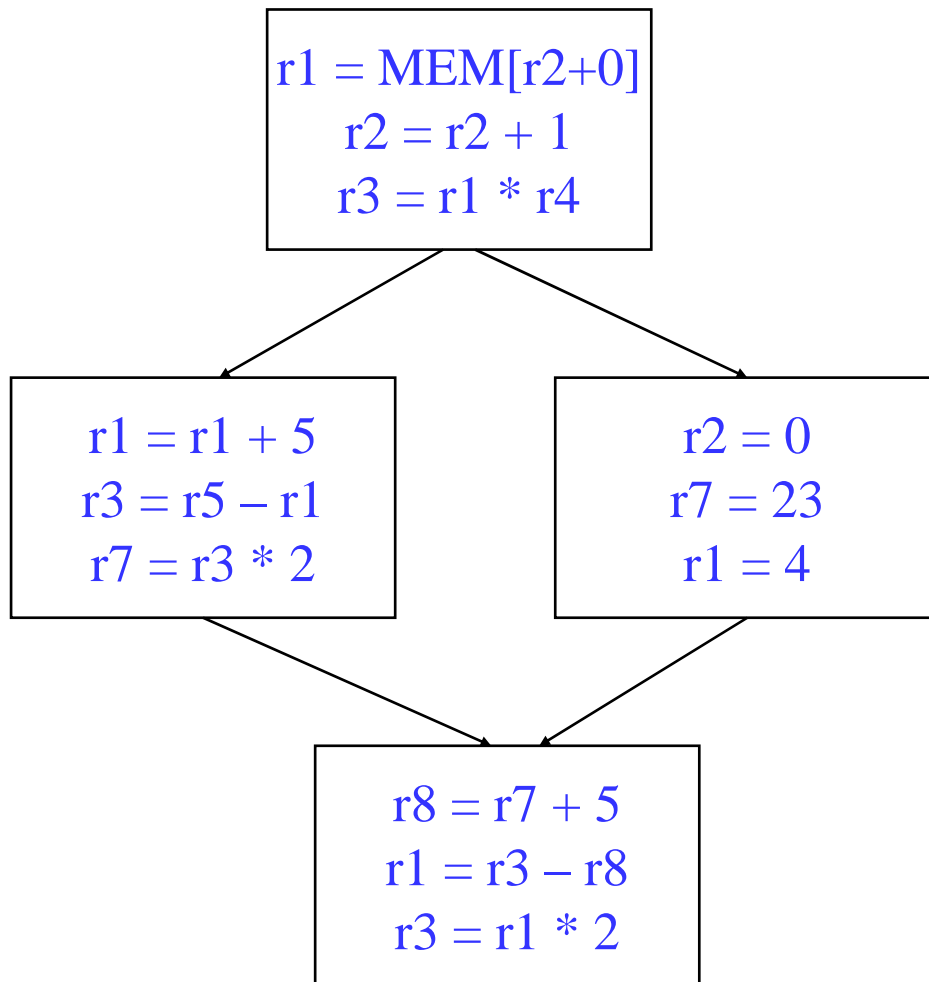 r1 = MEM[r2+0]
r2 = r2 + 1
r3 = r1 * r4
r1 = r1 + 5
r3 = r5 – r1
r7 = r3 * 2
r2 = 0
r7 = 23
r1 = 4
r8 = r7 + 5
r1 = r3 – r8
r3 = r1 * 2